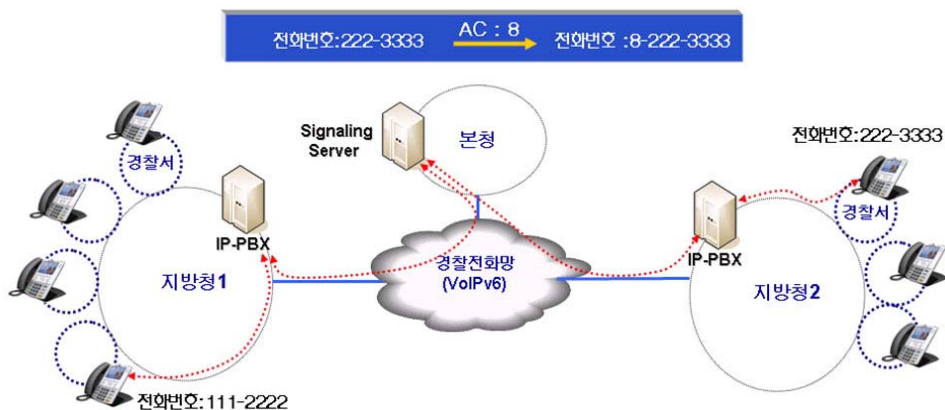 전화번호:222-3333 AC : 8 전화번호 :8-222-3333
Signaling
Server
본청
전화번호:222-3333
경찰서
경찰서
IP-PBX
IP-PBX
경찰전화망
(VoIPv6)
지방청1
지방청2
전화번호:111-2222